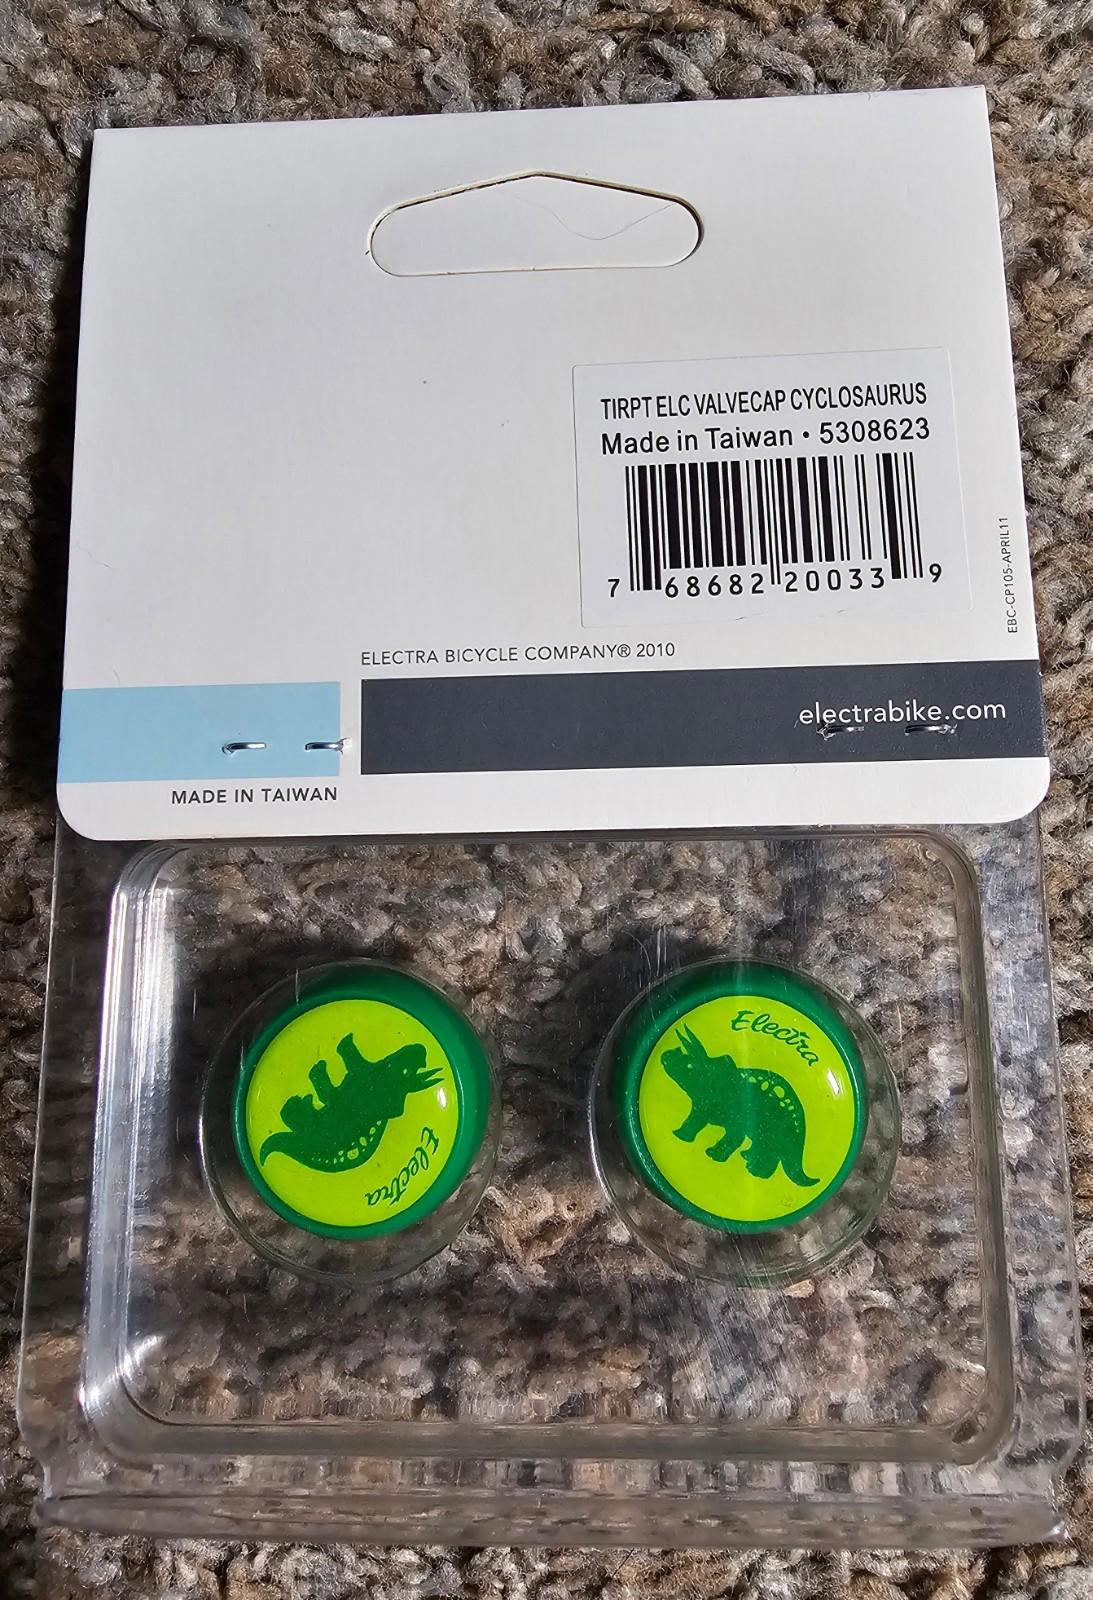 TIRPT ELC VALVECAP CYCLOSAURUS
Made in Taiwan • 5308623
7 68682 20033 9
EBC-CP105-APRIL11
ELECTRA BICYCLE COMPANY® 2010
electrabike.com
MADE IN TAIWAN
Electra
Electra